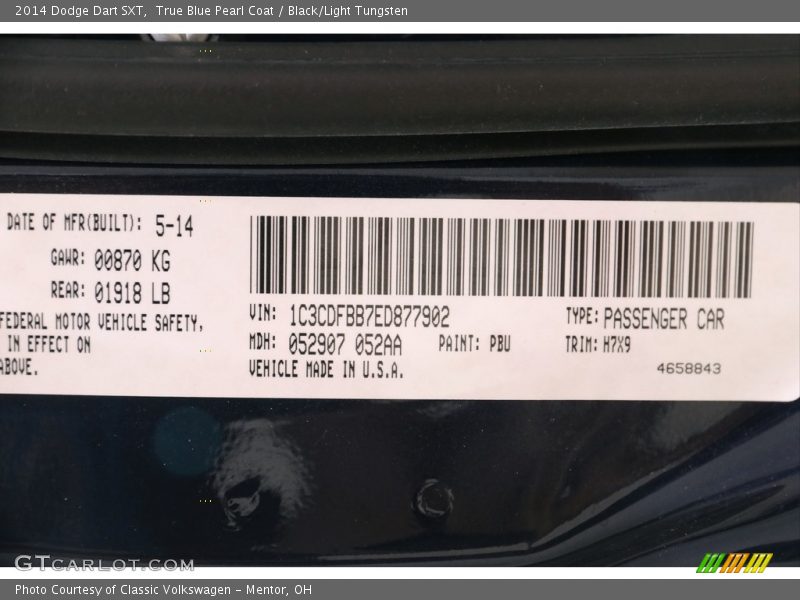 2014 Dodge Dart SXT,  True Blue Pearl Coat / Black/Light Tungsten
DATE OF MFR(BUILT): 5-14
GAWR: 00870 KG
REAR: 01918 LB
FEDERAL MOTOR VEHICLE SAFETY,
IN EFFECT ON
ABOVE.
VIN: 1C3CDFBB7ED877902
TYPE: PASSENGER CAR
MDH: 052907 052AA
PAINT: PBU
TRIM: H7X9
VEHICLE MADE IN U.S.A.
4658843
GTCARLOT.COM
Photo Courtesy of Classic Volkswagen - Mentor, OH